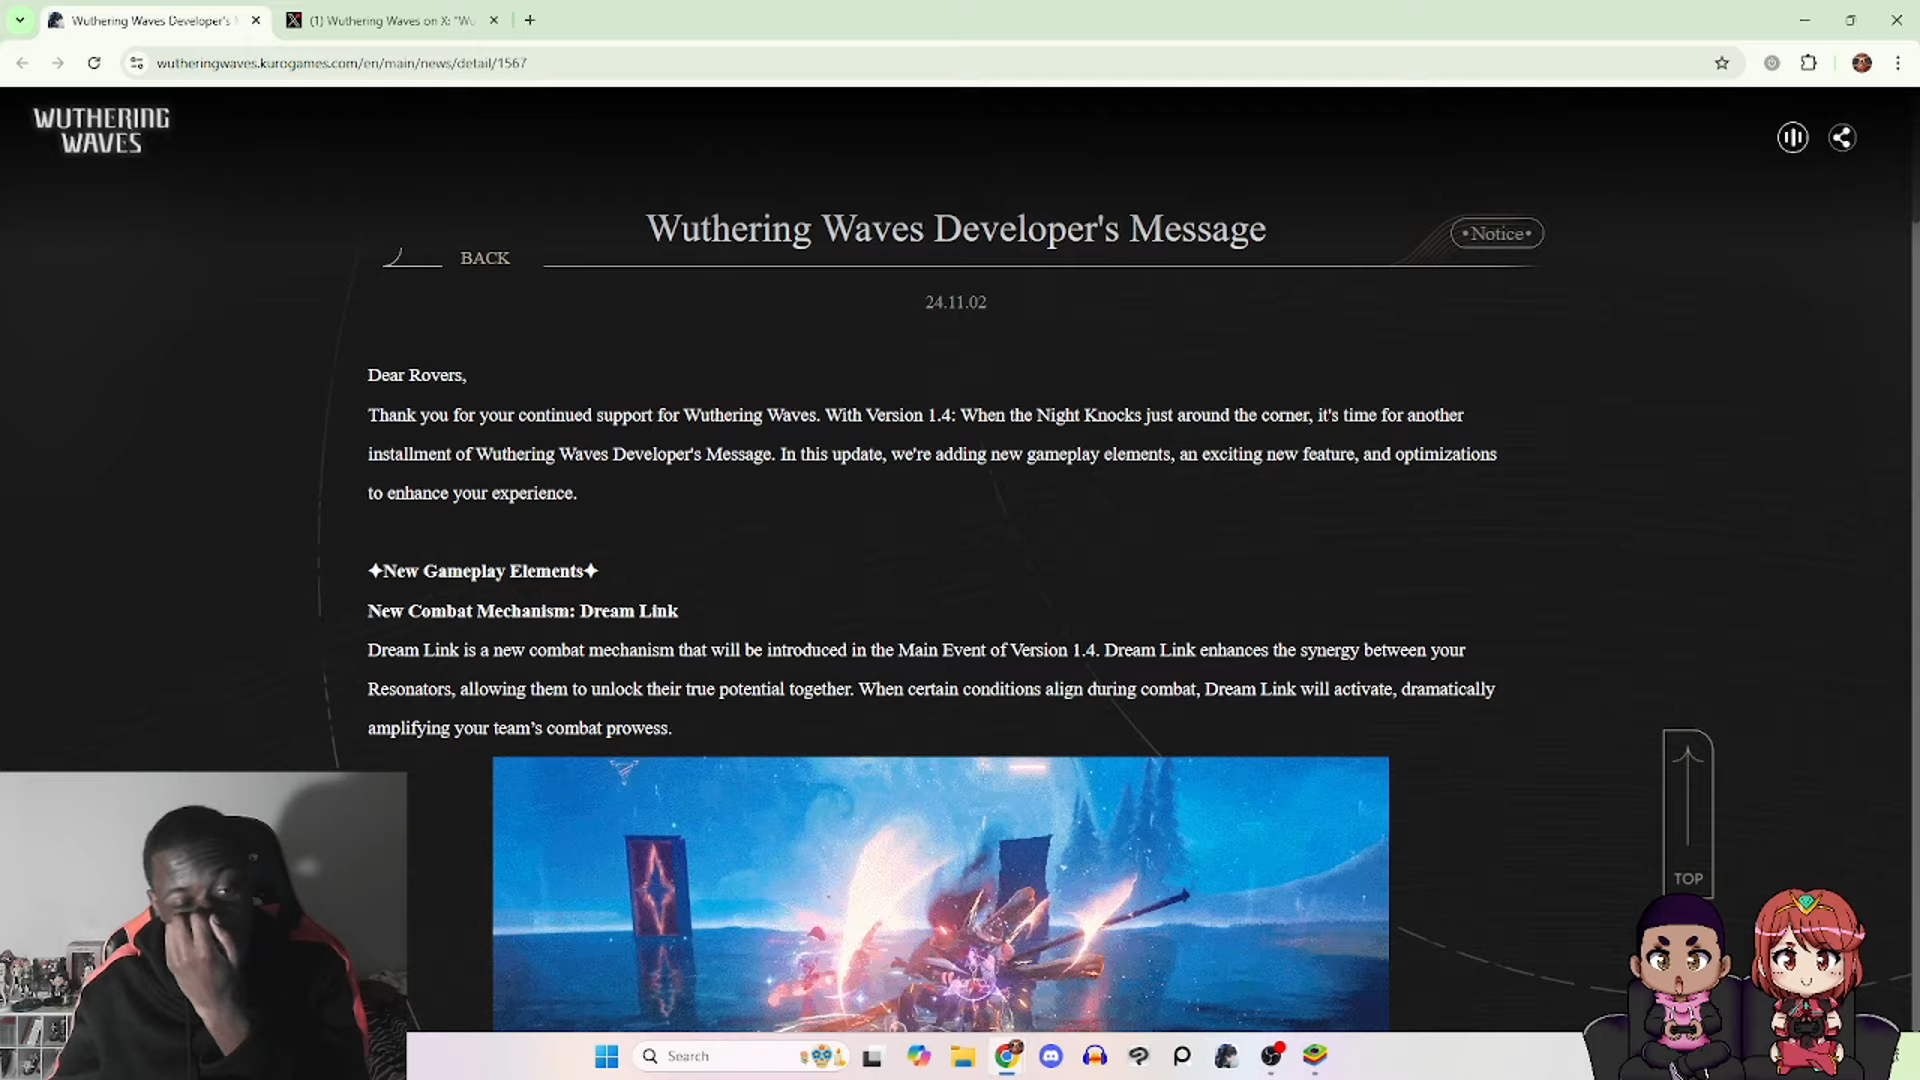 Wuthering Waves Developer's
(1) Wuthering Waves on X: "Wu
wutheringwaves.kurogames.com/en/main/news/detail/1567
WUTHERING
WAVES
Wuthering Waves Developer's Message
•Notice•
BACK
24.11.02
Dear Rovers,
Thank you for your continued support for Wuthering Waves. With Version 1.4: When the Night Knocks just around the corner, it's time for another
installment of Wuthering Waves Developer's Message. In this update, we're adding new gameplay elements, an exciting new feature, and optimizations
to enhance your experience.
✦New Gameplay Elements✦
New Combat Mechanism: Dream Link
Dream Link is a new combat mechanism that will be introduced in the Main Event of Version 1.4. Dream Link enhances the synergy between your
Resonators, allowing them to unlock their true potential together. When certain conditions align during combat, Dream Link will activate, dramatically
amplifying your team’s combat prowess.
TOP
Search